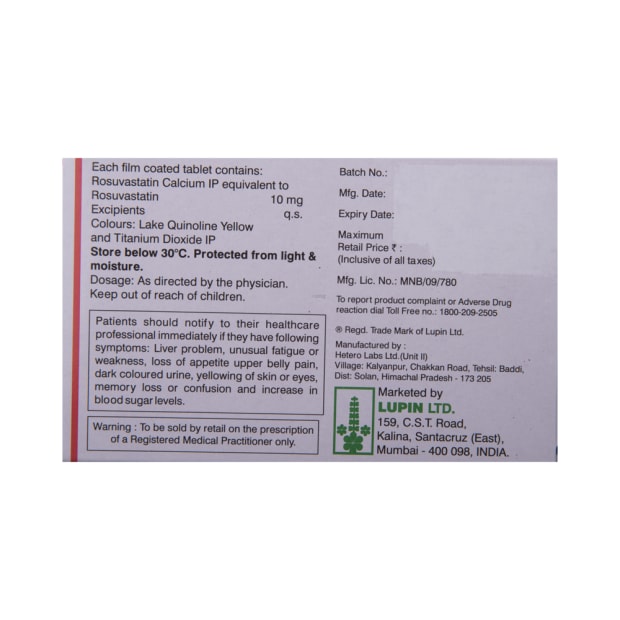 Each film coated tablet contains:
Rosuvastatin Calcium IP equivalent to
Rosuvastatin 10 mg
Excipients q.s.
Colours: Lake Quinoline Yellow
and Titanium Dioxide IP
Store below 30°C. Protected from light &
moisture.
Dosage: As directed by the physician.
Keep out of reach of children.
Patients should notify to their healthcare
professional immediately if they have following
symptoms: Liver problem, unusual fatigue or
weakness, loss of appetite upper belly pain,
dark coloured urine, yellowing of skin or eyes,
memory loss or confusion and increase in
blood sugar levels.
Warning : To be sold by retail on the prescription
of a Registered Medical Practitioner only.
Batch No.:
Mfg. Date:
Expiry Date:
Maximum
Retail Price ₹ :
(Inclusive of all taxes)
Mfg. Lic. No.: MNB/09/780
To report product complaint or Adverse Drug
reaction dial Toll Free no.: 1800-209-2505
® Regd. Trade Mark of Lupin Ltd.
Manufactured by :
Hetero Labs Ltd.(Unit II)
Village: Kalyanpur, Chakkan Road, Tehsil: Baddi,
Dist: Solan, Himachal Pradesh - 173 205
Marketed by
LUPIN LTD.
159, C.S.T. Road,
Kalina, Santacruz (East),
Mumbai - 400 098, INDIA.